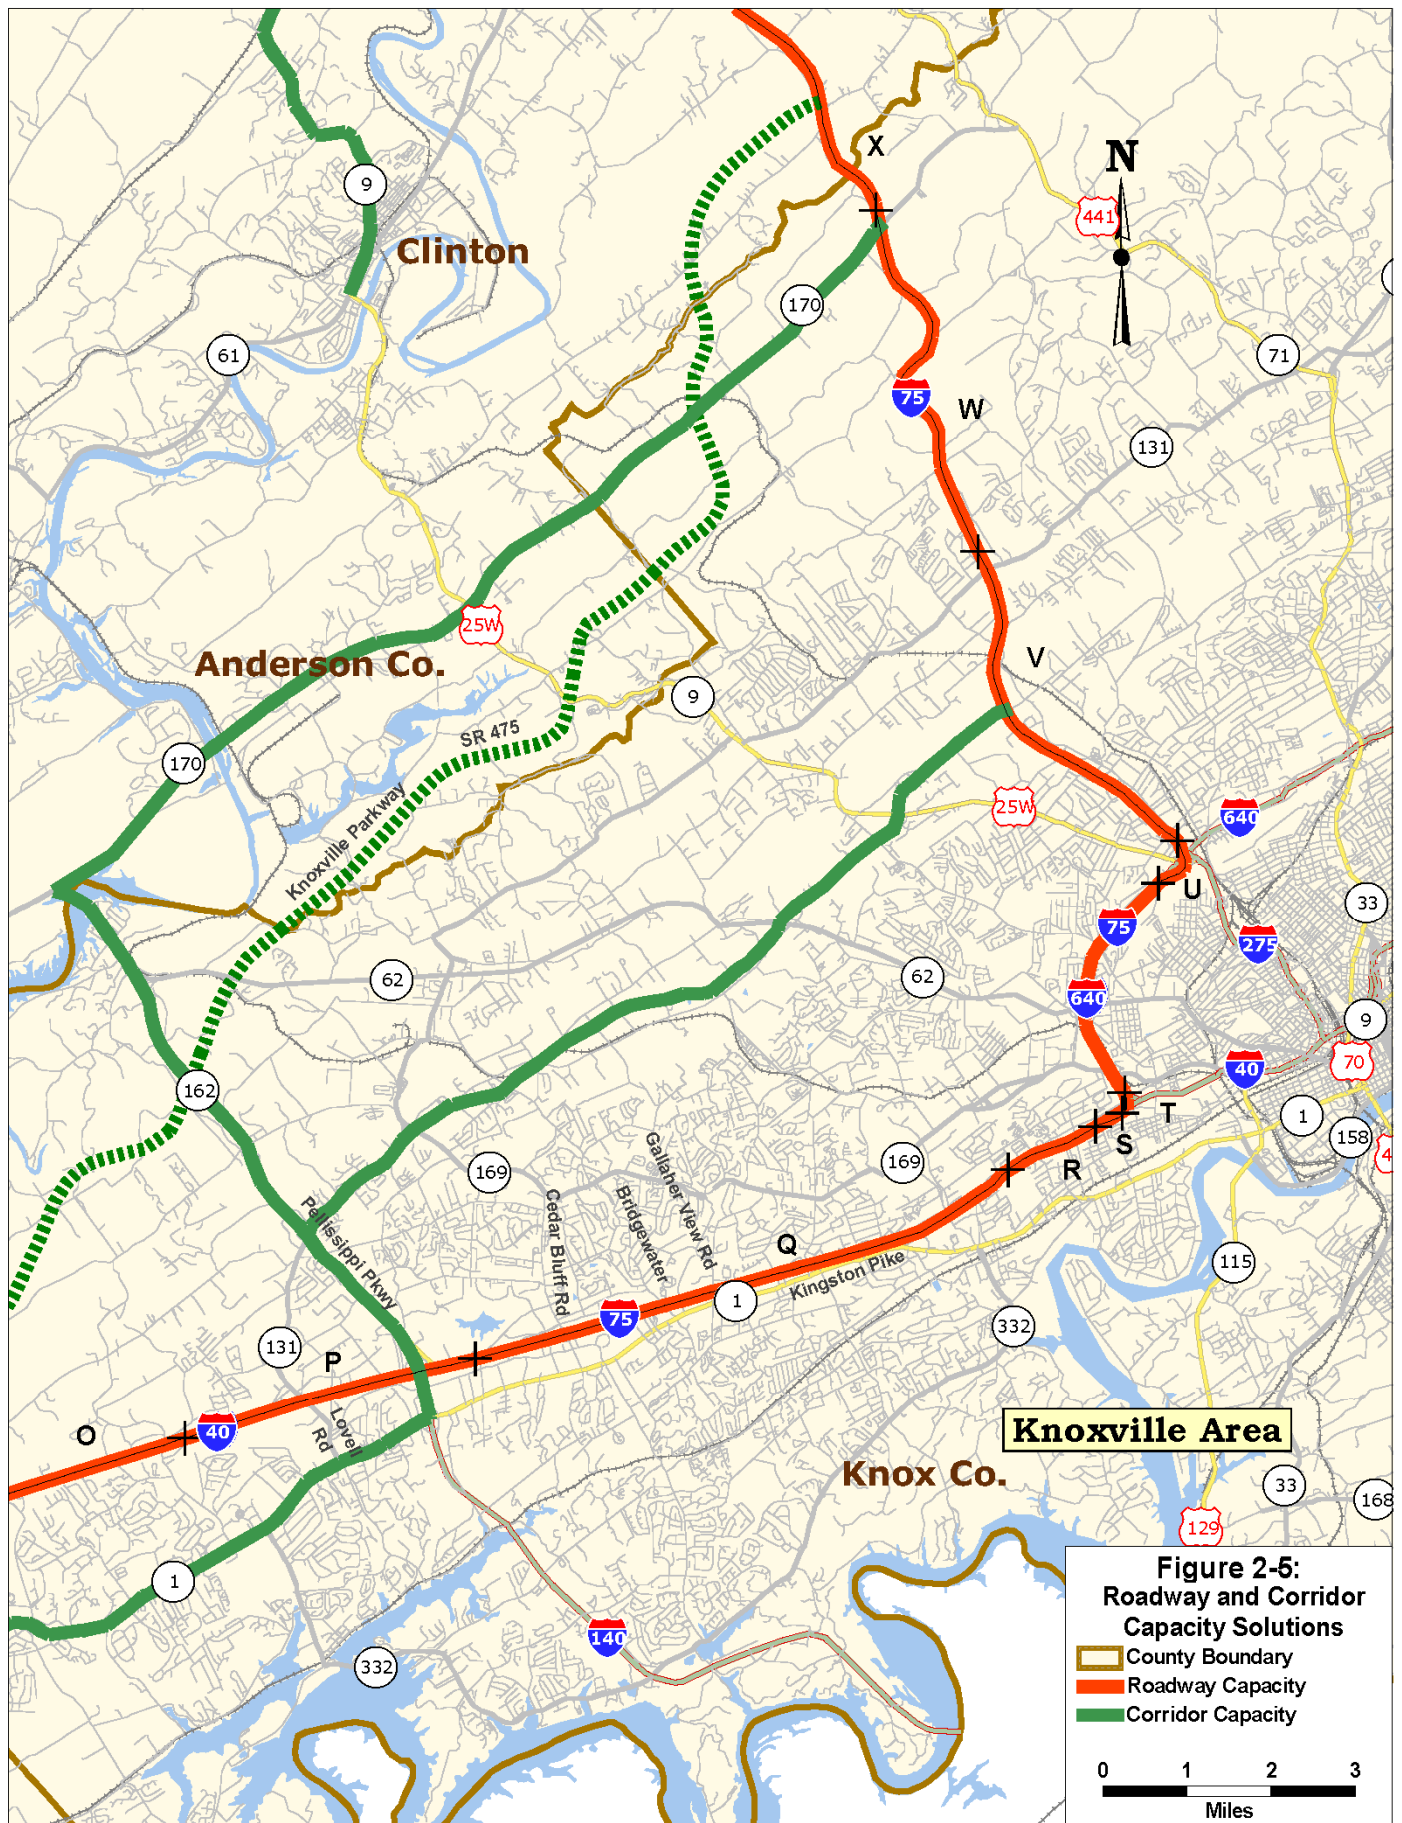 X
N
9
441
Clinton
170
61
71
75
W
131
25W
V
Anderson Co.
9
SR 475
170
Knoxville Parkway
25W
640
U
33
75
275
62
62
640
9
70
40
162
T
1
S
158
4
Gallaher View Rd
169
R
169
Cedar Bluff Rd
Bridgewater
Pellissippi Pkwy
Q
115
Kingston Pike
1
75
332
131
P
O
40
Lovell
Rd
Knoxville Area
Knox Co.
33
168
129
1
Figure 2-5:
Roadway and Corridor
Capacity Solutions
140
County Boundary
332
Roadway Capacity
Corridor Capacity
0 1 2 3
Miles